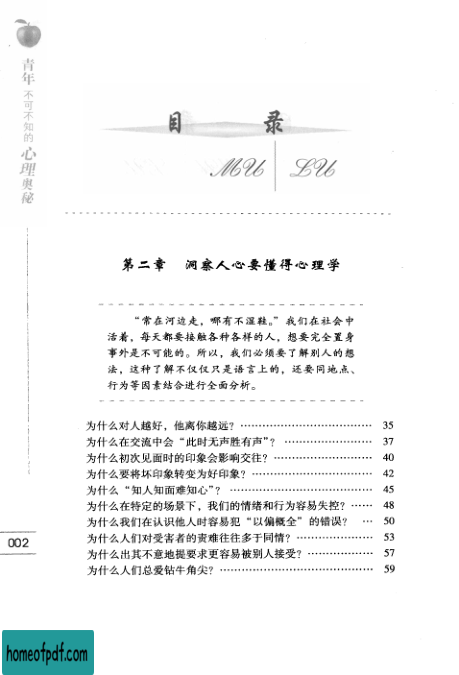 青年不可不知的心理奥秘
目录
MU LU
第二章 洞察人心要懂得心理学
“常在河边走，哪有不湿鞋。”我们在社会中
活着，每天都要接触各种各样的人，想要完全置身
事外是不可能的。所以，我们必须要了解别人的想
法，这种了解不仅仅只是语言上的，还要同地点、
行为等因素结合进行全面分析。
为什么对人越好，他离你越远？ 35
为什么在交流中会“此时无声胜有声”？ 37
为什么初次见面时的印象会影响交往？ 40
为什么要将坏印象转变为好印象？ 42
为什么“知人知面难知心”？ 45
为什么在特定的场景下，我们的情绪和行为容易失控？ 48
为什么我们在认识他人时容易犯“以偏概全”的错误？ 50
为什么人们对受害者的责难往往多于同情？ 53
为什么出其不意地提要求更容易被别人接受？ 57
为什么人们总爱钻牛角尖？ 59
002
homeofpdf.com